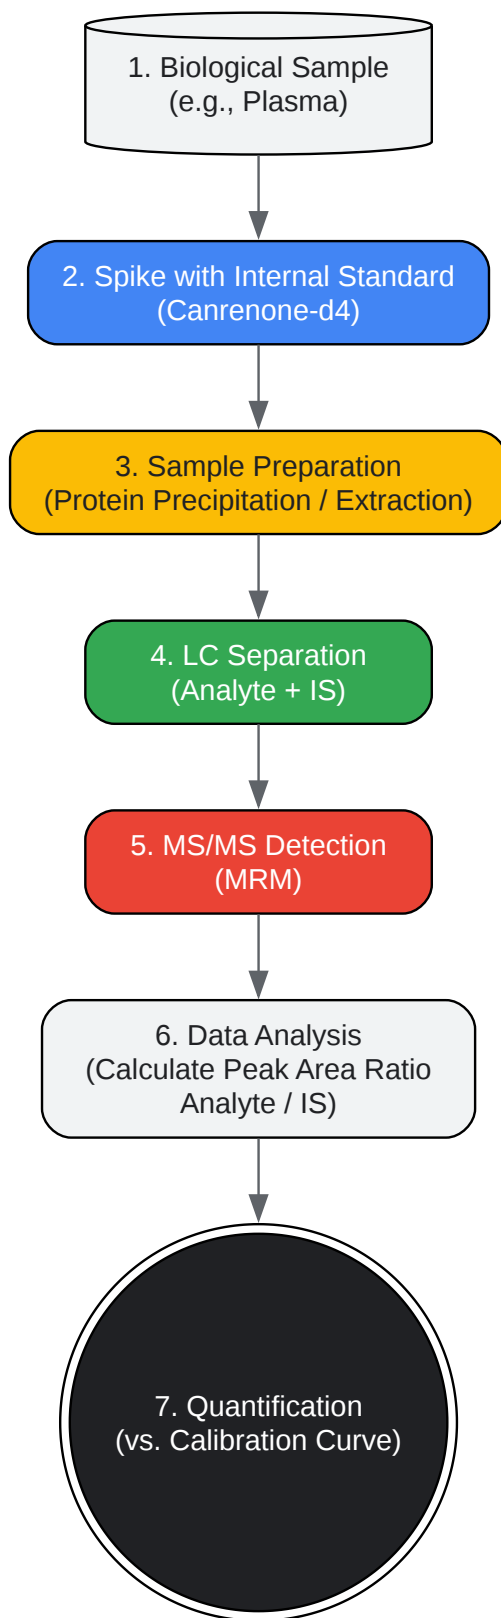 1. Biological Sample
(e.g., Plasma)
2. Spike with Internal Standard
(Canrenone-d4)
3. Sample Preparation
(Protein Precipitation / Extraction)
4. LC Separation
(Analyte + IS)
5. MS/MS Detection
(MRM)
6. Data Analysis
(Calculate Peak Area Ratio
Analyte / IS)
7. Quantification
(vs. Calibration Curve)